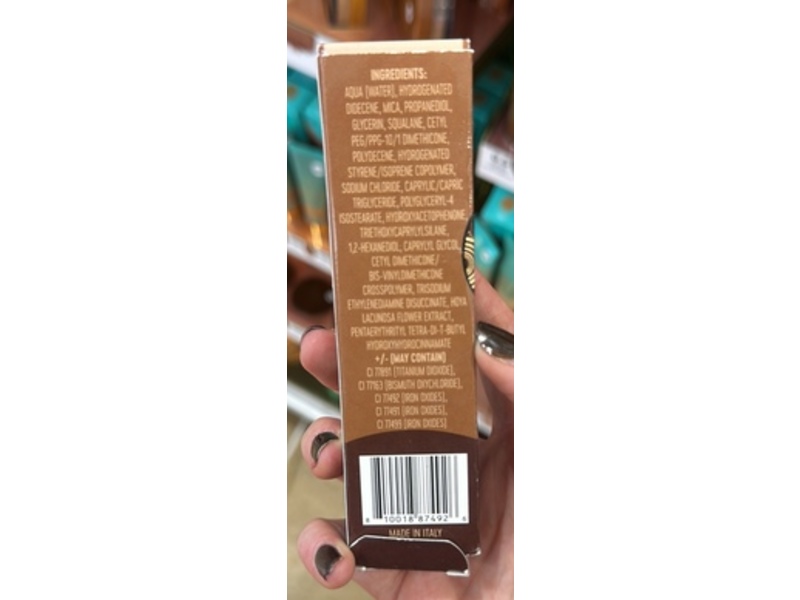 INGREDIENTS:
AQUA (WATER), HYDROGENATED
DIDECENE, MICA, PROPANEDIOL,
GLYCERIN, SQUALANE, CETYL
PEG/PPG-10/1 DIMETHICONE,
POLYDECENE, HYDROGENATED
STYRENE/ISOPRENE COPOLYMER,
SODIUM CHLORIDE, CAPRYLIC/CAPRIC
TRIGLYCERIDE, POLYGLYCERYL-4
ISOSTEARATE, HYDROXYACETOPHENONE,
TRIETHOXYCAPRYLYLSILANE,
1,2-HEXANEDIOL, CAPRYLYL GLYCOL,
CETYL DIMETHICONE/
BIS-VINYLDIMETHICONE
CROSSPOLYMER, TRISODIUM
ETHYLENEDIAMINE DISUCCINATE, HOYA
LACUNOSA FLOWER EXTRACT,
PENTAERYTHRITYL TETRA-DI-T-BUTYL
HYDROXYHYDROCINNAMATE
+/- (MAY CONTAIN)
CI 77891 (TITANIUM DIOXIDE),
CI 77163 (BISMUTH OXYCHLORIDE),
CI 77492 (IRON OXIDES),
CI 77491 (IRON OXIDES),
CI 77499 (IRON OXIDES)
8 10018 87492 6
MADE IN ITALY